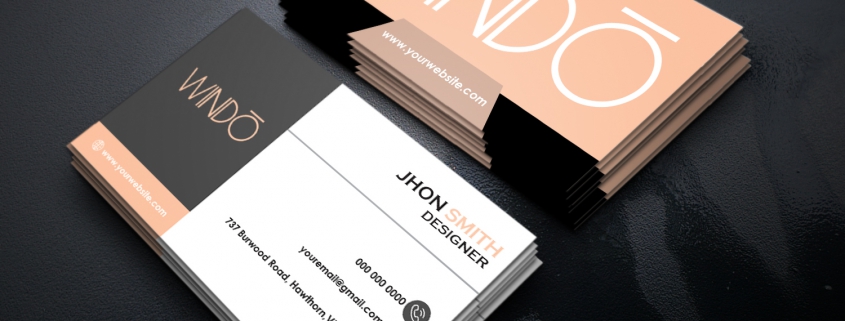 WINDŌ
www.yourwebsite.com
WINDŌ
www.yourwebsite.com
JHON SMITH
DESIGNER
000 000 0000
youremail@gmail.com
737 Burwood Road, Hawthorn,